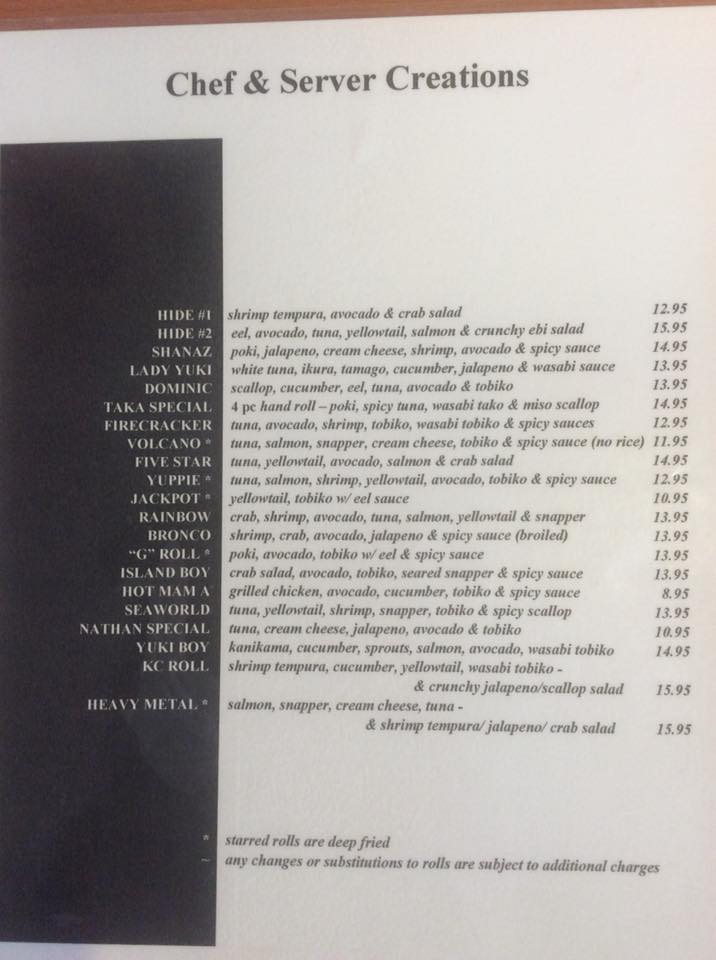 Chef & Server Creations
HIDE #1 shrimp tempura, avocado & crab salad 12.95
HIDE #2 eel, avocado, tuna, yellowtail, salmon & crunchy ebi salad 15.95
SHANAZ poki, jalapeno, cream cheese, shrimp, avocado & spicy sauce 14.95
LADY YUKI white tuna, ikura, tamago, cucumber, jalapeno & wasabi sauce 13.95
DOMINIC scallop, cucumber, eel, tuna, avocado & tobiko 13.95
TAKA SPECIAL 4 pc hand roll – poki, spicy tuna, wasabi tako & miso scallop 14.95
FIRECRACKER tuna, avocado, shrimp, tobiko, wasabi tobiko & spicy sauces 12.95
VOLCANO * tuna, salmon, snapper, cream cheese, tobiko & spicy sauce (no rice) 11.95
FIVE STAR tuna, yellowtail, avocado, salmon & crab salad 14.95
YUPPIE * tuna, salmon, shrimp, yellowtail, avocado, tobiko & spicy sauce 12.95
JACKPOT * yellowtail, tobiko w/ eel sauce 10.95
RAINBOW crab, shrimp, avocado, tuna, salmon, yellowtail & snapper 13.95
BRONCO shrimp, crab, avocado, jalapeno & spicy sauce (broiled) 13.95
“G” ROLL * poki, avocado, tobiko w/ eel & spicy sauce 13.95
ISLAND BOY crab salad, avocado, tobiko, seared snapper & spicy sauce 13.95
HOT MAM A grilled chicken, avocado, cucumber, tobiko & spicy sauce 8.95
SEAWORLD tuna, yellowtail, shrimp, snapper, tobiko & spicy scallop 13.95
NATHAN SPECIAL tuna, cream cheese, jalapeno, avocado & tobiko 10.95
YUKI BOY kanikama, cucumber, sprouts, salmon, avocado, wasabi tobiko 14.95
KC ROLL shrimp tempura, cucumber, yellowtail, wasabi tobiko -
& crunchy jalapeno/scallop salad 15.95
HEAVY METAL * salmon, snapper, cream cheese, tuna -
& shrimp tempura/ jalapeno/ crab salad 15.95
* starred rolls are deep fried
~ any changes or substitutions to rolls are subject to additional charges